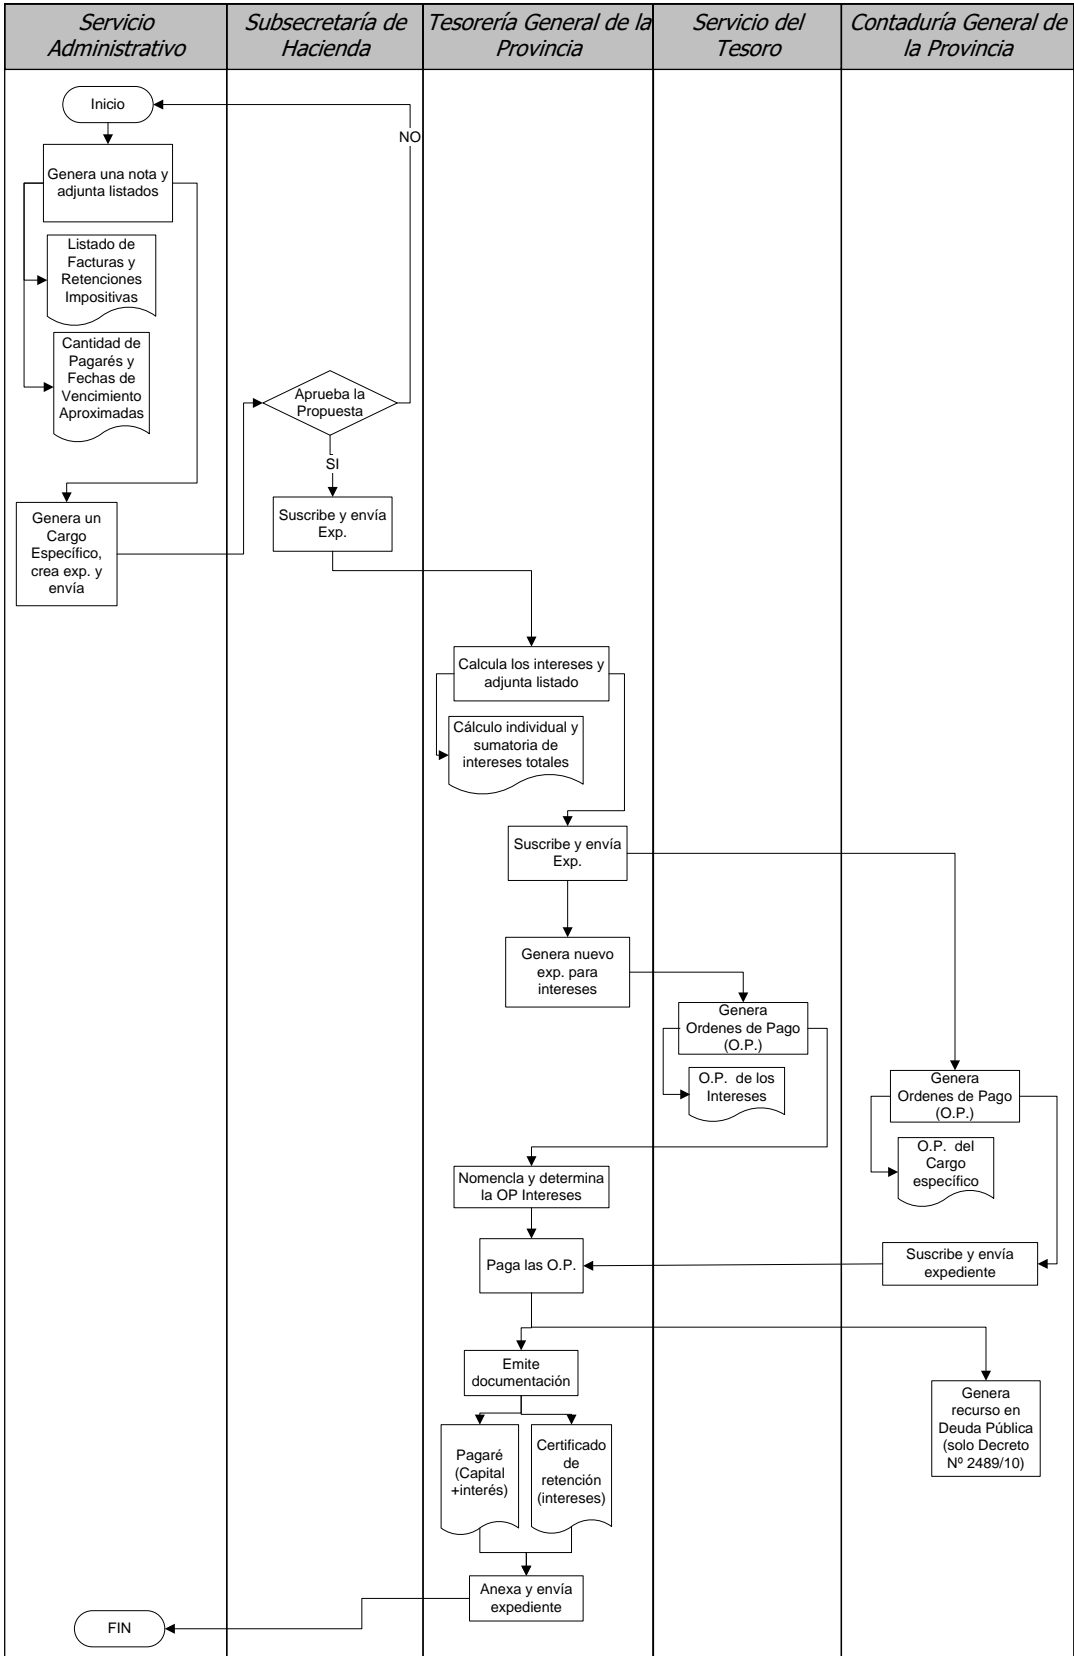 Servicio
Administrativo
Subsecretaría de
Hacienda
Tesorería General de la
Provincia
Servicio del
Tesoro
Contaduría General de
la Provincia
Inicio
NO
Genera una nota y
adjunta listados
Listado de
Facturas y
Retenciones
Impositivas
Cantidad de
Pagarés y
Fechas de
Vencimiento
Aproximadas
Aprueba la
Propuesta
SI
Genera un
Cargo
Específico,
crea exp. y
envía
Suscribe y envía
Exp.
Calcula los intereses y
adjunta listado
Cálculo individual y
sumatoria de
intereses totales
Suscribe y envía
Exp.
Genera nuevo
exp. para
intereses
Genera
Ordenes de Pago
(O.P.)
O.P. de los
Intereses
Genera
Ordenes de Pago
(O.P.)
O.P. del
Cargo
específico
Nomencla y determina
la OP Intereses
Paga las O.P.
Suscribe y envía
expediente
Emite
documentación
Genera
recurso en
Deuda Pública
(solo Decreto
Nº 2489/10)
Pagaré
(Capital
+interés)
Certificado
de
retención
(intereses)
Anexa y envía
expediente
FIN